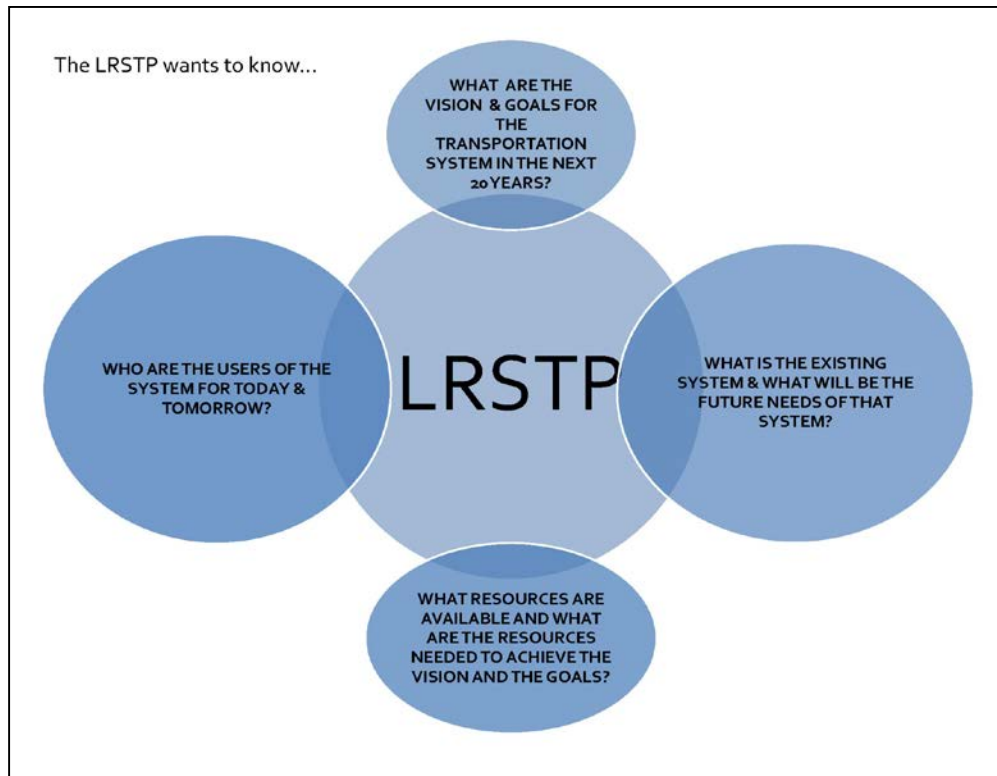 The LRSTP wants to know...
WHAT ARE THE
VISION & GOALS FOR
THE
TRANSPORTATION
SYSTEM IN THE NEXT
20 YEARS?
WHO ARE THE USERS OF THE
SYSTEM FOR TODAY &
TOMORROW?
LRSTP
WHAT IS THE EXISTING
SYSTEM & WHAT WILL BE THE
FUTURE NEEDS OF THAT
SYSTEM?
WHAT RESOURCES ARE
AVAILABLE AND WHAT
ARE THE RESOURCES
NEEDED TO ACHIEVE THE
VISION AND THE GOALS?